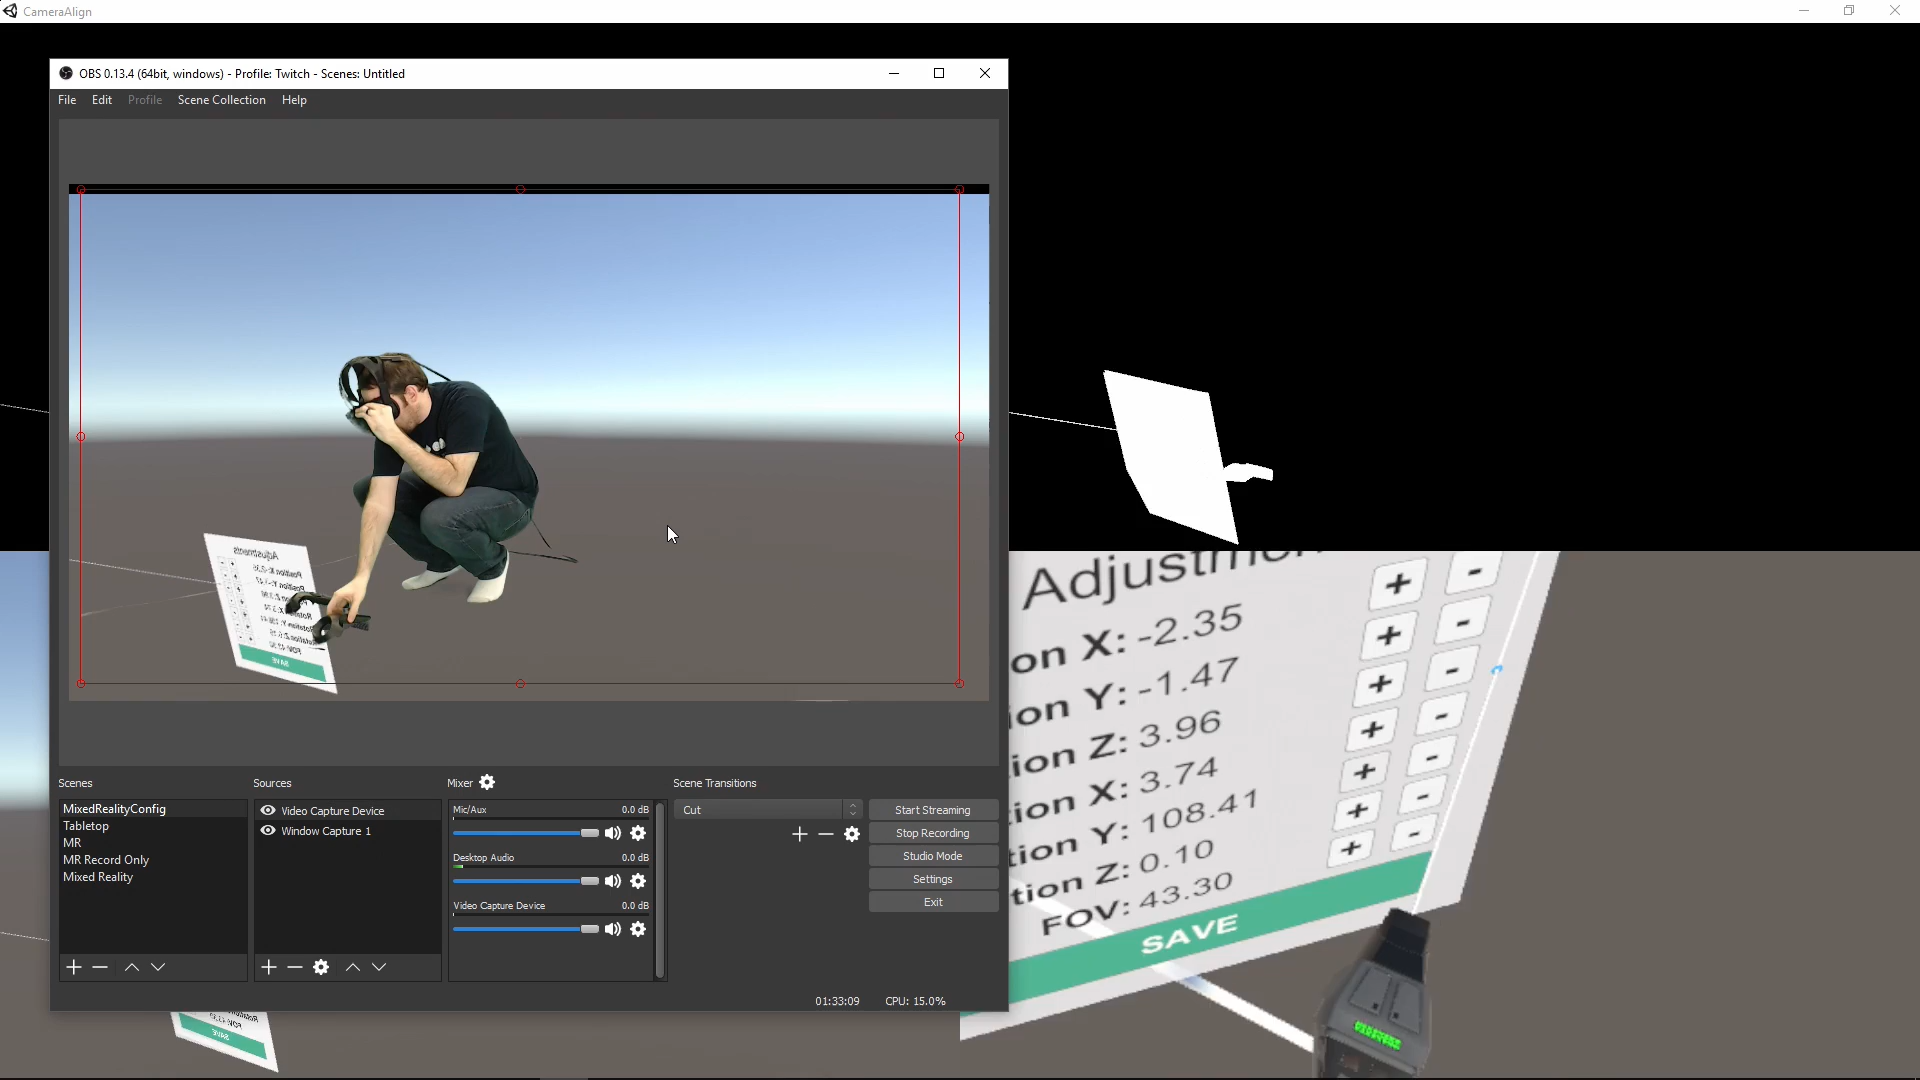 CameraAlign
OBS 0.13.4 (64bit, windows) - Profile: Twitch - Scenes: Untitled
File Edit Profile Scene Collection Help
Adjustments
SAVE
Scenes
MixedRealityConfig
Tabletop
MR
MR Record Only
Mixed Reality
Sources
Video Capture Device
Window Capture 1
Mixer
Mic/Aux 0.0 dB
Desktop Audio 0.0 dB
Video Capture Device 0.0 dB
Scene Transitions
Cut
Start Streaming
Stop Recording
Studio Mode
Settings
Exit
01:33:09 CPU: 15.0%
on X: -2.35 + -
ion Y: -1.47 + -
ion Z: 3.96 + -
ion X: 3.74 + -
ion Y: 108.41 + -
tion Z: 0.10 + -
FOV: 43.30 + -
SAVE
SAVE